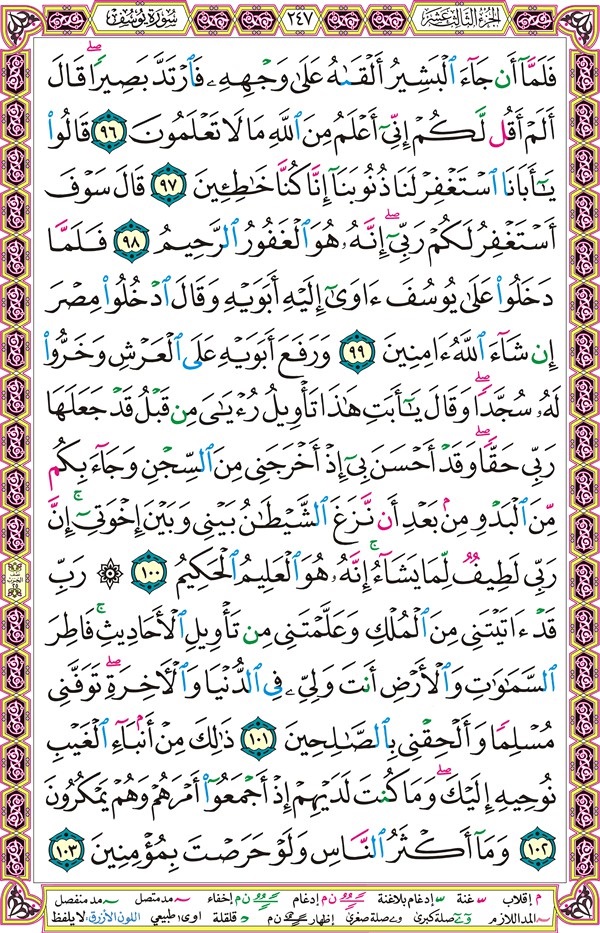 الجزء الثالث عشر ٢٤٧ سورة يوسف
فَلَمَّآ أَن جَآءَ ٱلْبَشِيرُ أَلْقَىٰهُ عَلَىٰ وَجْهِهِۦ فَٱرْتَدَّ بَصِيرًاۖ قَالَ
أَلَمْ أَقُل لَّكُمْ إِنِّىٓ أَعْلَمُ مِنَ ٱللَّهِ مَا لَا تَعْلَمُونَ ٩٦ قَالُوا۟
يَٰٓأَبَانَا ٱسْتَغْفِرْ لَنَا ذُنُوبَنَآ إِنَّا كُنَّا خَٰطِـِٔينَ ٩٧ قَالَ سَوْفَ
أَسْتَغْفِرُ لَكُمْ رَبِّىٓۖ إِنَّهُۥ هُوَ ٱلْغَفُورُ ٱلرَّحِيمُ ٩٨ فَلَمَّا
دَخَلُوا۟ عَلَىٰ يُوسُفَ ءَاوَىٰٓ إِلَيْهِ أَبَوَيْهِ وَقَالَ ٱدْخُلُوا۟ مِصْرَ
إِن شَآءَ ٱللَّهُ ءَامِنِينَ ٩٩ وَرَفَعَ أَبَوَيْهِ عَلَى ٱلْعَرْشِ وَخَرُّوا۟
لَهُۥ سُجَّدًاۖ وَقَالَ يَٰٓأَبَتِ هَٰذَا تَأْوِيلُ رُءْيَٰىَ مِن قَبْلُ قَدْ جَعَلَهَا
رَبِّى حَقًّاۖ وَقَدْ أَحْسَنَ بِىٓ إِذْ أَخْرَجَنِى مِنَ ٱلسِّجْنِ وَجَآءَ بِكُم
مِّنَ ٱلْبَدْوِ مِنۢ بَعْدِ أَن نَّزَغَ ٱلشَّيْطَٰنُ بَيْنِى وَبَيْنَ إِخْوَتِىٓۚ إِنَّ
رَبِّى لَطِيفٌ لِّمَا يَشَآءُۚ إِنَّهُۥ هُوَ ٱلْعَلِيمُ ٱلْحَكِيمُ ١٠٠ ۞ رَبِّ
قَدْ ءَاتَيْتَنِى مِنَ ٱلْمُلْكِ وَعَلَّمْتَنِى مِن تَأْوِيلِ ٱلْأَحَادِيثِۚ فَاطِرَ
ٱلسَّمَٰوَٰتِ وَٱلْأَرْضِ أَنتَ وَلِىِّۦ فِى ٱلدُّنْيَا وَٱلْءَاخِرَةِۖ تَوَفَّنِى
مُسْلِمًا وَأَلْحِقْنِى بِٱلصَّٰلِحِينَ ١٠١ ذَٰلِكَ مِنْ أَنۢبَآءِ ٱلْغَيْبِ
نُوحِيهِ إِلَيْكَۖ وَمَا كُنتَ لَدَيْهِمْ إِذْ أَجْمَعُوٓا۟ أَمْرَهُمْ وَهُمْ يَمْكُرُونَ
١٠٢ وَمَآ أَكْثَرُ ٱلنَّاسِ وَلَوْ حَرَصْتَ بِمُؤْمِنِينَ ١٠٣
م إقلاب س غنة س إدغام بلاغنة ن م إدغام ن م إخفاء مد متصل مد منفصل
المد اللازم صلة كبرى صلة صغرى إظهار قلقلة اوى: طبيعي اللون الأزرق: لا يلفظ